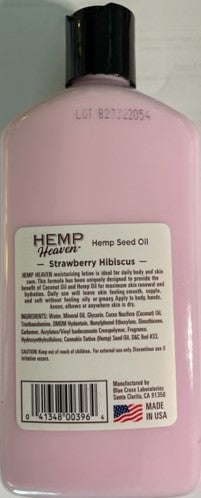 LOT B23323054
HEMP
Heaven™
Hemp Seed Oil
— Strawberry Hibiscus —
HEMP HEAVEN moisturizing lotion is ideal for daily body and skin
care. This formula has been uniquely designed to provide the
benefit of Coconut Oil and Hemp Oil for maximum skin renewal and
hydration. Daily use will leave skin feeling smooth, supple,
and soft without feeling oily or greasy. Apply to body, hands,
knees, elbows or anywhere skin is dry.
INGREDIENTS: Water, Mineral Oil, Glycerin, Cocos Nucifera (Coconut) Oil,
Triethanolamine, DMDM Hydantoin, Nonylphenol Ethoxylate, Dimethicone,
Carbomer, Acrylates/Vinyl Isodecanoate Crosspolymer, Fragrance,
Hydroxyethylcellulose, Cannabis Sativa (Hemp) Seed Oil, D&C Red #33.
CAUTION: Keep out of reach of children. For external use only. Discontinue use if
irritation occurs.
Manufactured by
Blue Cross Laboratories
Santa Clarita, CA 91350
MADE
IN USA
0 41348 00396 4